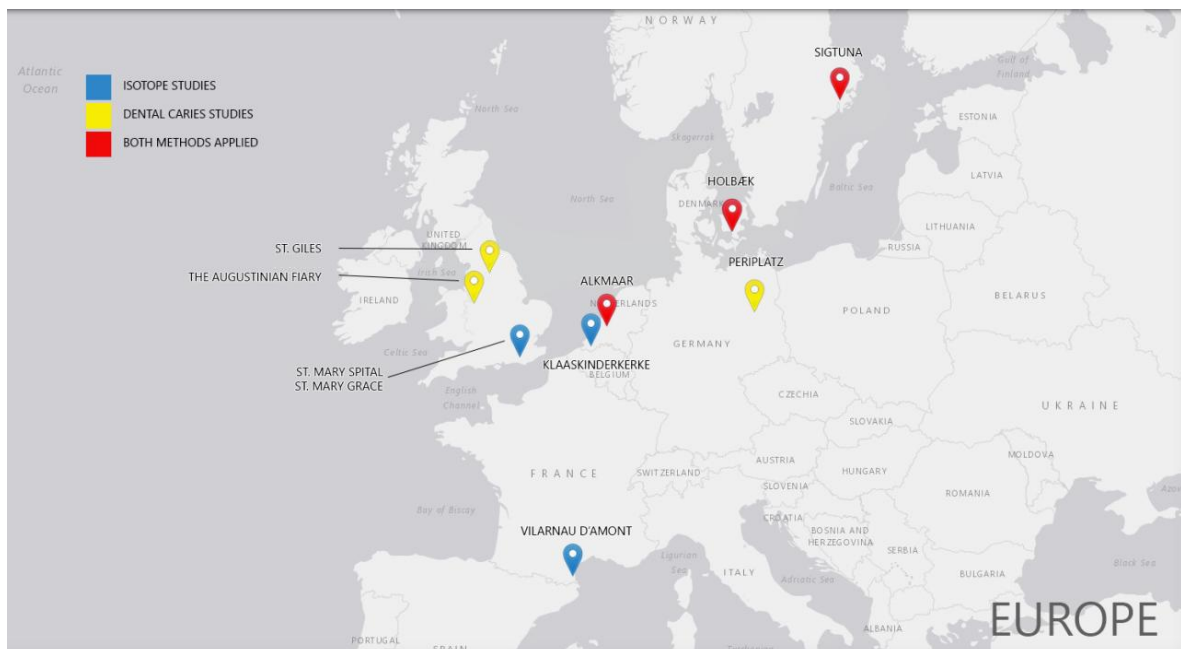 NORWAY
SIGTUNA
Atlantic
Ocean
Gulf of
Finland
ISOTOPE STUDIES
DENTAL CARIES STUDIES
BOTH METHODS APPLIED
North Sea
ESTONIA
Skagerrak
LATVIA
HOLBÆK
Baltic Sea
North Sea
DENMARK
LITHUANIA
UNITED
KINGDOM
RUSSIA
ST. GILES
PERIPLATZ
THE AUGUSTINIAN FIARY
Irish Sea
ALKMAAR
IRELAND
NETHERLANDS
BELARUS
POLAND
GERMANY
Celtic Sea
KLAASKINDERKERKE
ST. MARY SPITAL
ST. MARY GRACE
BELGIUM
English
Channel
CZECHIA
UKRAINE
SLOVAKIA
MOLDOVA
AUSTRIA
FRANCE
SWITZERLAND
HUNGARY
SLOVENIA
ROMANIA
Azov
Bay of Biscay
CROATIA
VILARNAU D'AMONT
BOSNIA AND
HERZEGOVINA
SERBIA
Ligurian
Sea
Black Sea
ITALY
Adriatic Sea
BULGARIA
EUROPE
ALBANIA
PORTUGAL
SPAIN